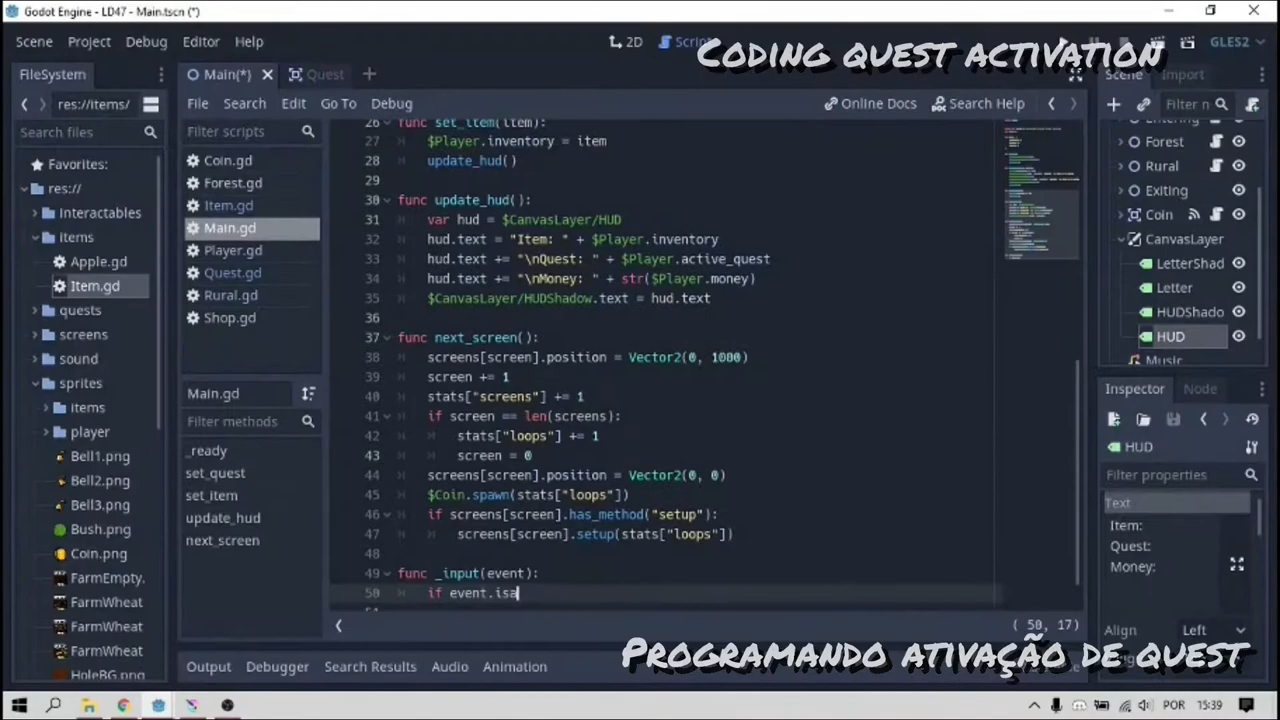 Godot Engine - LD47 - Main.tscn (*)
Scene Project Debug Editor Help
2D Script
GLES2
CODING QUEST ACTIVATION
FileSystem
Main(*)
Quest
Scene Import
res://items/
File Search Edit Go To Debug
Online Docs Search Help
Filter n
Search files
Filter scripts
Favorites:
res://
Interactables
items
Apple.gd
Item.gd
quests
screens
sound
sprites
items
player
Bell1.png
Bell2.png
Bell3.png
Bush.png
Coin.png
FarmEmpty.
FarmWheat
FarmWheat
FarmWheat
HoleBG.png
Coin.gd
Forest.gd
Item.gd
Main.gd
Player.gd
Quest.gd
Rural.gd
Shop.gd
Main.gd
Filter methods
_ready
set_quest
set_item
update_hud
next_screen
26 func set_item(item):
27 $Player.inventory = item
28 update_hud()
29
30 func update_hud():
31 var hud = $CanvasLayer/HUD
32 hud.text = "Item: " + $Player.inventory
33 hud.text += "\nQuest: " + $Player.active_quest
34 hud.text += "\nMoney: " + str($Player.money)
35 $CanvasLayer/HUDShadow.text = hud.text
36
37 func next_screen():
38 screens[screen].position = Vector2(0, 1000)
39 screen += 1
40 stats["screens"] += 1
41 if screen == len(screens):
42 stats["loops"] += 1
43 screen = 0
44 screens[screen].position = Vector2(0, 0)
45 $Coin.spawn(stats["loops"])
46 if screens[screen].has_method("setup"):
47 screens[screen].setup(stats["loops"])
48
49 func _input(event):
50 if event.isa
( 50, 17)
Output Debugger Search Results Audio Animation
Entering
Forest
Rural
Exiting
Coin
CanvasLayer
LetterShad
Letter
HUDShado
HUD
Music
Inspector Node
HUD
Filter properties
Text
Item:
Quest:
Money:
Align Left
PROGRAMANDO ATIVAÇÃO DE QUEST
POR 15:39